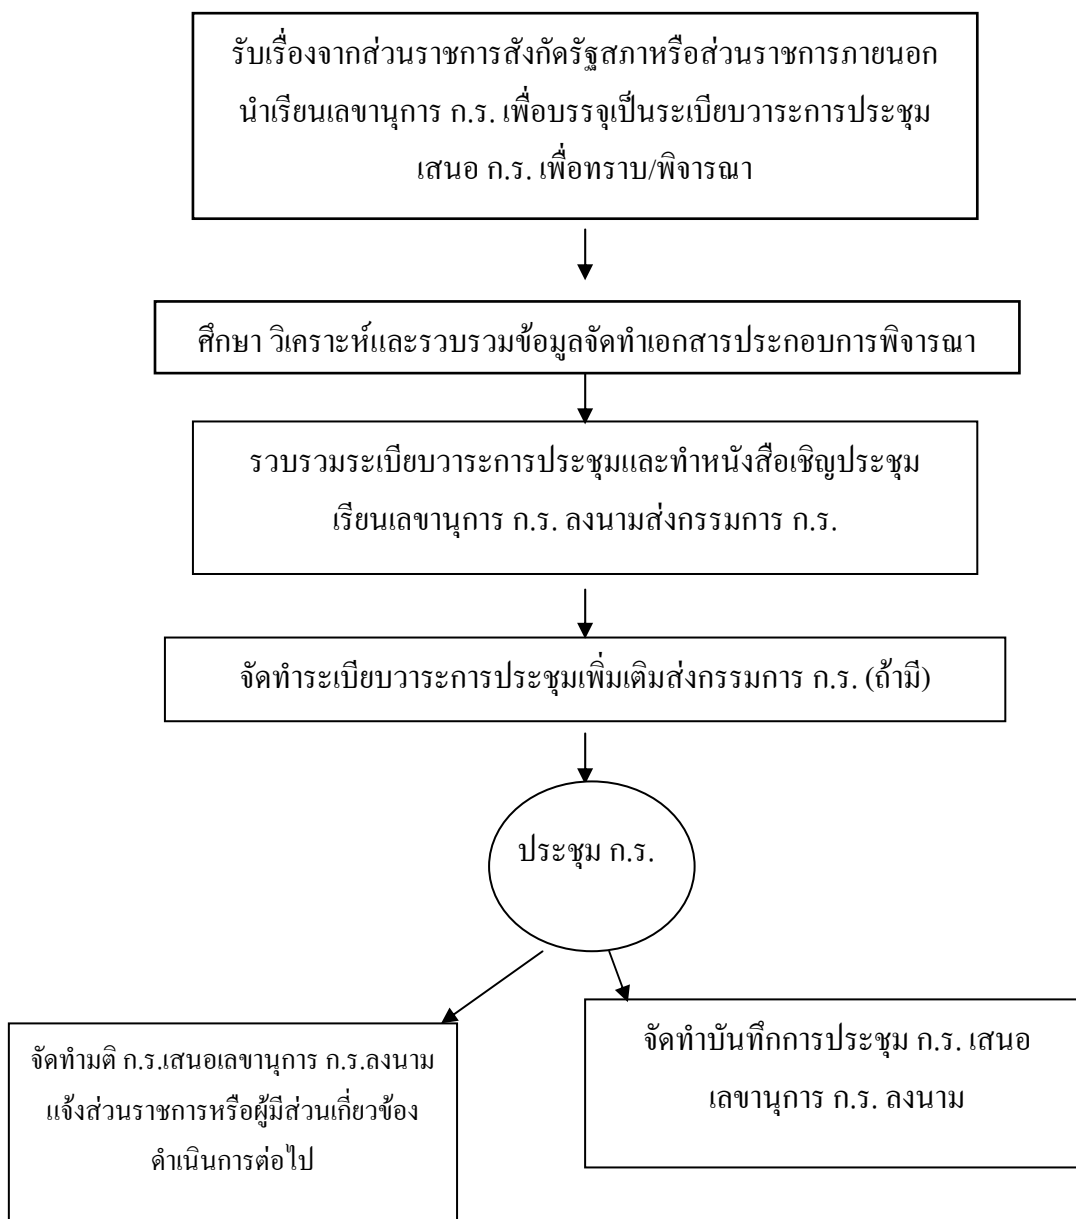 รับเรื่องจากส่วนราชการสังกัดรัฐสภาหรือส่วนราชการภายนอก
นำเรียนเลขานุการ ก.ร. เพื่อบรรจุเป็นระเบียบวาระการประชุม
เสนอ ก.ร. เพื่อทราบ/พิจารณา
ศึกษา วิเคราะห์และรวบรวมข้อมูลจัดทำเอกสารประกอบการพิจารณา
รวบรวมระเบียบวาระการประชุมและทำหนังสือเชิญประชุม
เรียนเลขานุการ ก.ร. ลงนามส่งกรรมการ ก.ร.
จัดทำระเบียบวาระการประชุมเพิ่มเติมส่งกรรมการ ก.ร. (ถ้ามี)
ประชุม ก.ร.
จัดทำมติ ก.ร.เสนอเลขานุการ ก.ร.ลงนาม
แจ้งส่วนราชการหรือผู้มีส่วนเกี่ยวข้อง
ดำเนินการต่อไป
จัดทำบันทึกการประชุม ก.ร. เสนอ
เลขานุการ ก.ร. ลงนาม